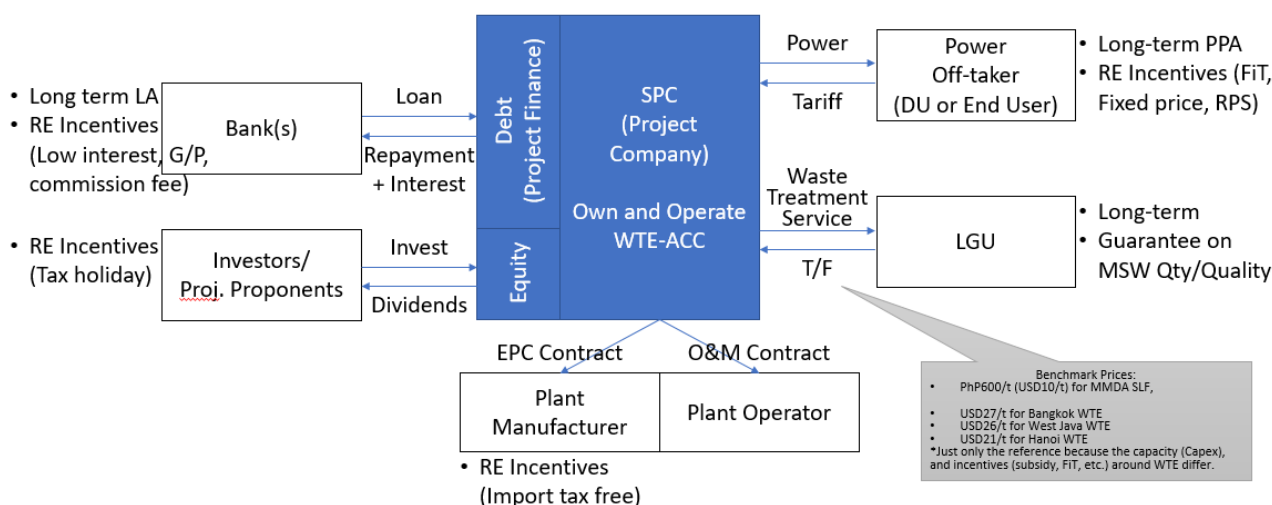 • Long term LA
• RE Incentives
(Low interest, G/P,
commission fee)
Bank(s)
Loan
Repayment
+ Interest
• RE Incentives
(Tax holiday)
Investors/
Proj. Proponents
Invest
Dividends
Debt
(Project Finance)
Equity
SPC
(Project
Company)
Own and Operate
WTE-ACC
Power
Tariff
Power
Off-taker
(DU or End User)
• Long-term PPA
• RE Incentives (FiT,
Fixed price, RPS)
Waste
Treatment
Service
T/F
LGU
• Long-term
• Guarantee on
MSW Qty/Quality
EPC Contract
O&M Contract
Plant
Manufacturer
Plant Operator
• RE Incentives
(Import tax free)
Benchmark Prices:
• PhP600/t (USD10/t) for MMDA SLF,
• USD27/t for Bangkok WTE
• USD26/t for West Java WTE
• USD21/t for Hanoi WTE
*Just only the reference because the capacity (Capex),
and incentives (subsidy, FiT, etc.) around WTE differ.